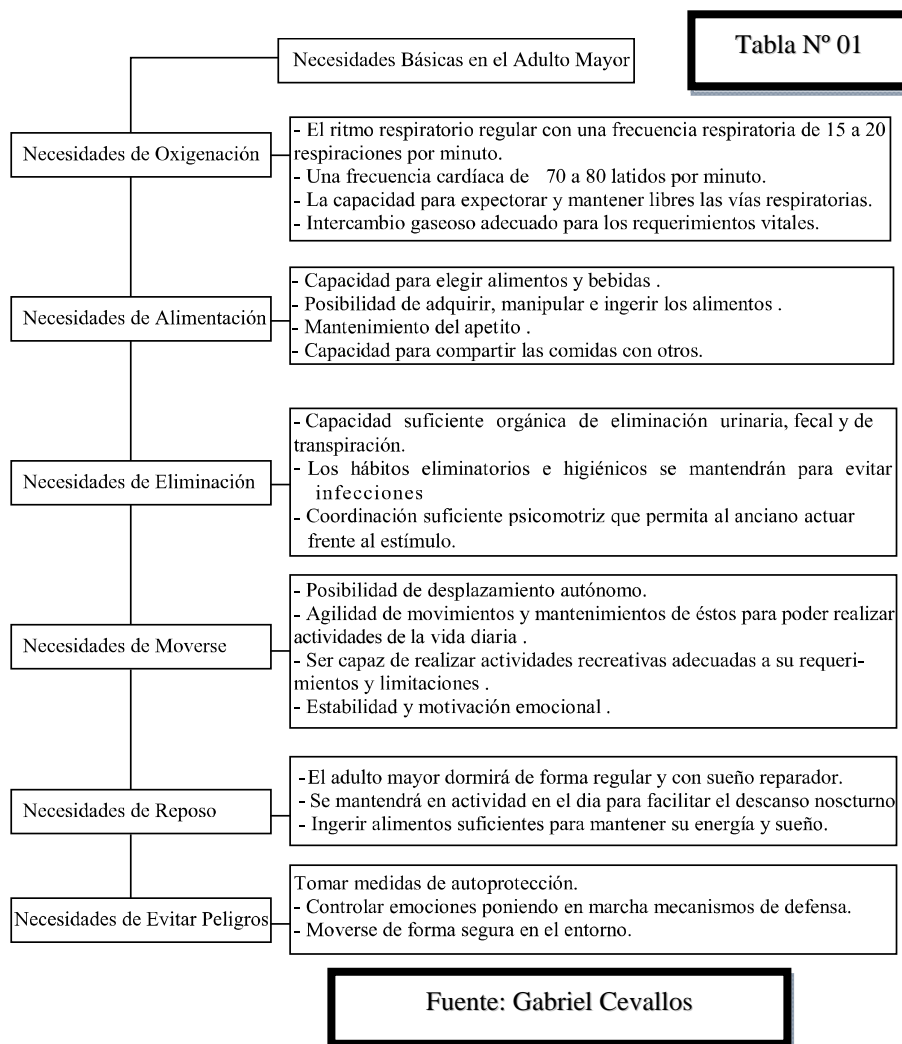 Necesidades Básicas en el Adulto Mayor
Tabla Nº 01
Necesidades de Oxigenación
- El ritmo respiratorio regular con una frecuencia respiratoria de 15 a 20
respiraciones por minuto.
- Una frecuencia cardíaca de 70 a 80 latidos por minuto.
- La capacidad para expectorar y mantener libres las vías respiratorias.
- Intercambio gaseoso adecuado para los requerimientos vitales.
Necesidades de Alimentación
- Capacidad para elegir alimentos y bebidas .
- Posibilidad de adquirir, manipular e ingerir los alimentos .
- Mantenimiento del apetito .
- Capacidad para compartir las comidas con otros.
Necesidades de Eliminación
- Capacidad suficiente orgánica de eliminación urinaria, fecal y de
transpiración.
- Los hábitos eliminatorios e higiénicos se mantendrán para evitar
infecciones
- Coordinación suficiente psicomotriz que permita al anciano actuar
frente al estímulo.
Necesidades de Moverse
- Posibilidad de desplazamiento autónomo.
- Agilidad de movimientos y mantenimientos de éstos para poder realizar
actividades de la vida diaria .
- Ser capaz de realizar actividades recreativas adecuadas a su requeri-
mientos y limitaciones .
- Estabilidad y motivación emocional .
Necesidades de Reposo
- El adulto mayor dormirá de forma regular y con sueño reparador.
- Se mantendrá en actividad en el dia para facilitar el descanso noscturno
- Ingerir alimentos suficientes para mantener su energía y sueño.
Necesidades de Evitar Peligros
Tomar medidas de autoprotección.
- Controlar emociones poniendo en marcha mecanismos de defensa.
- Moverse de forma segura en el entorno.
Fuente: Gabriel Cevallos